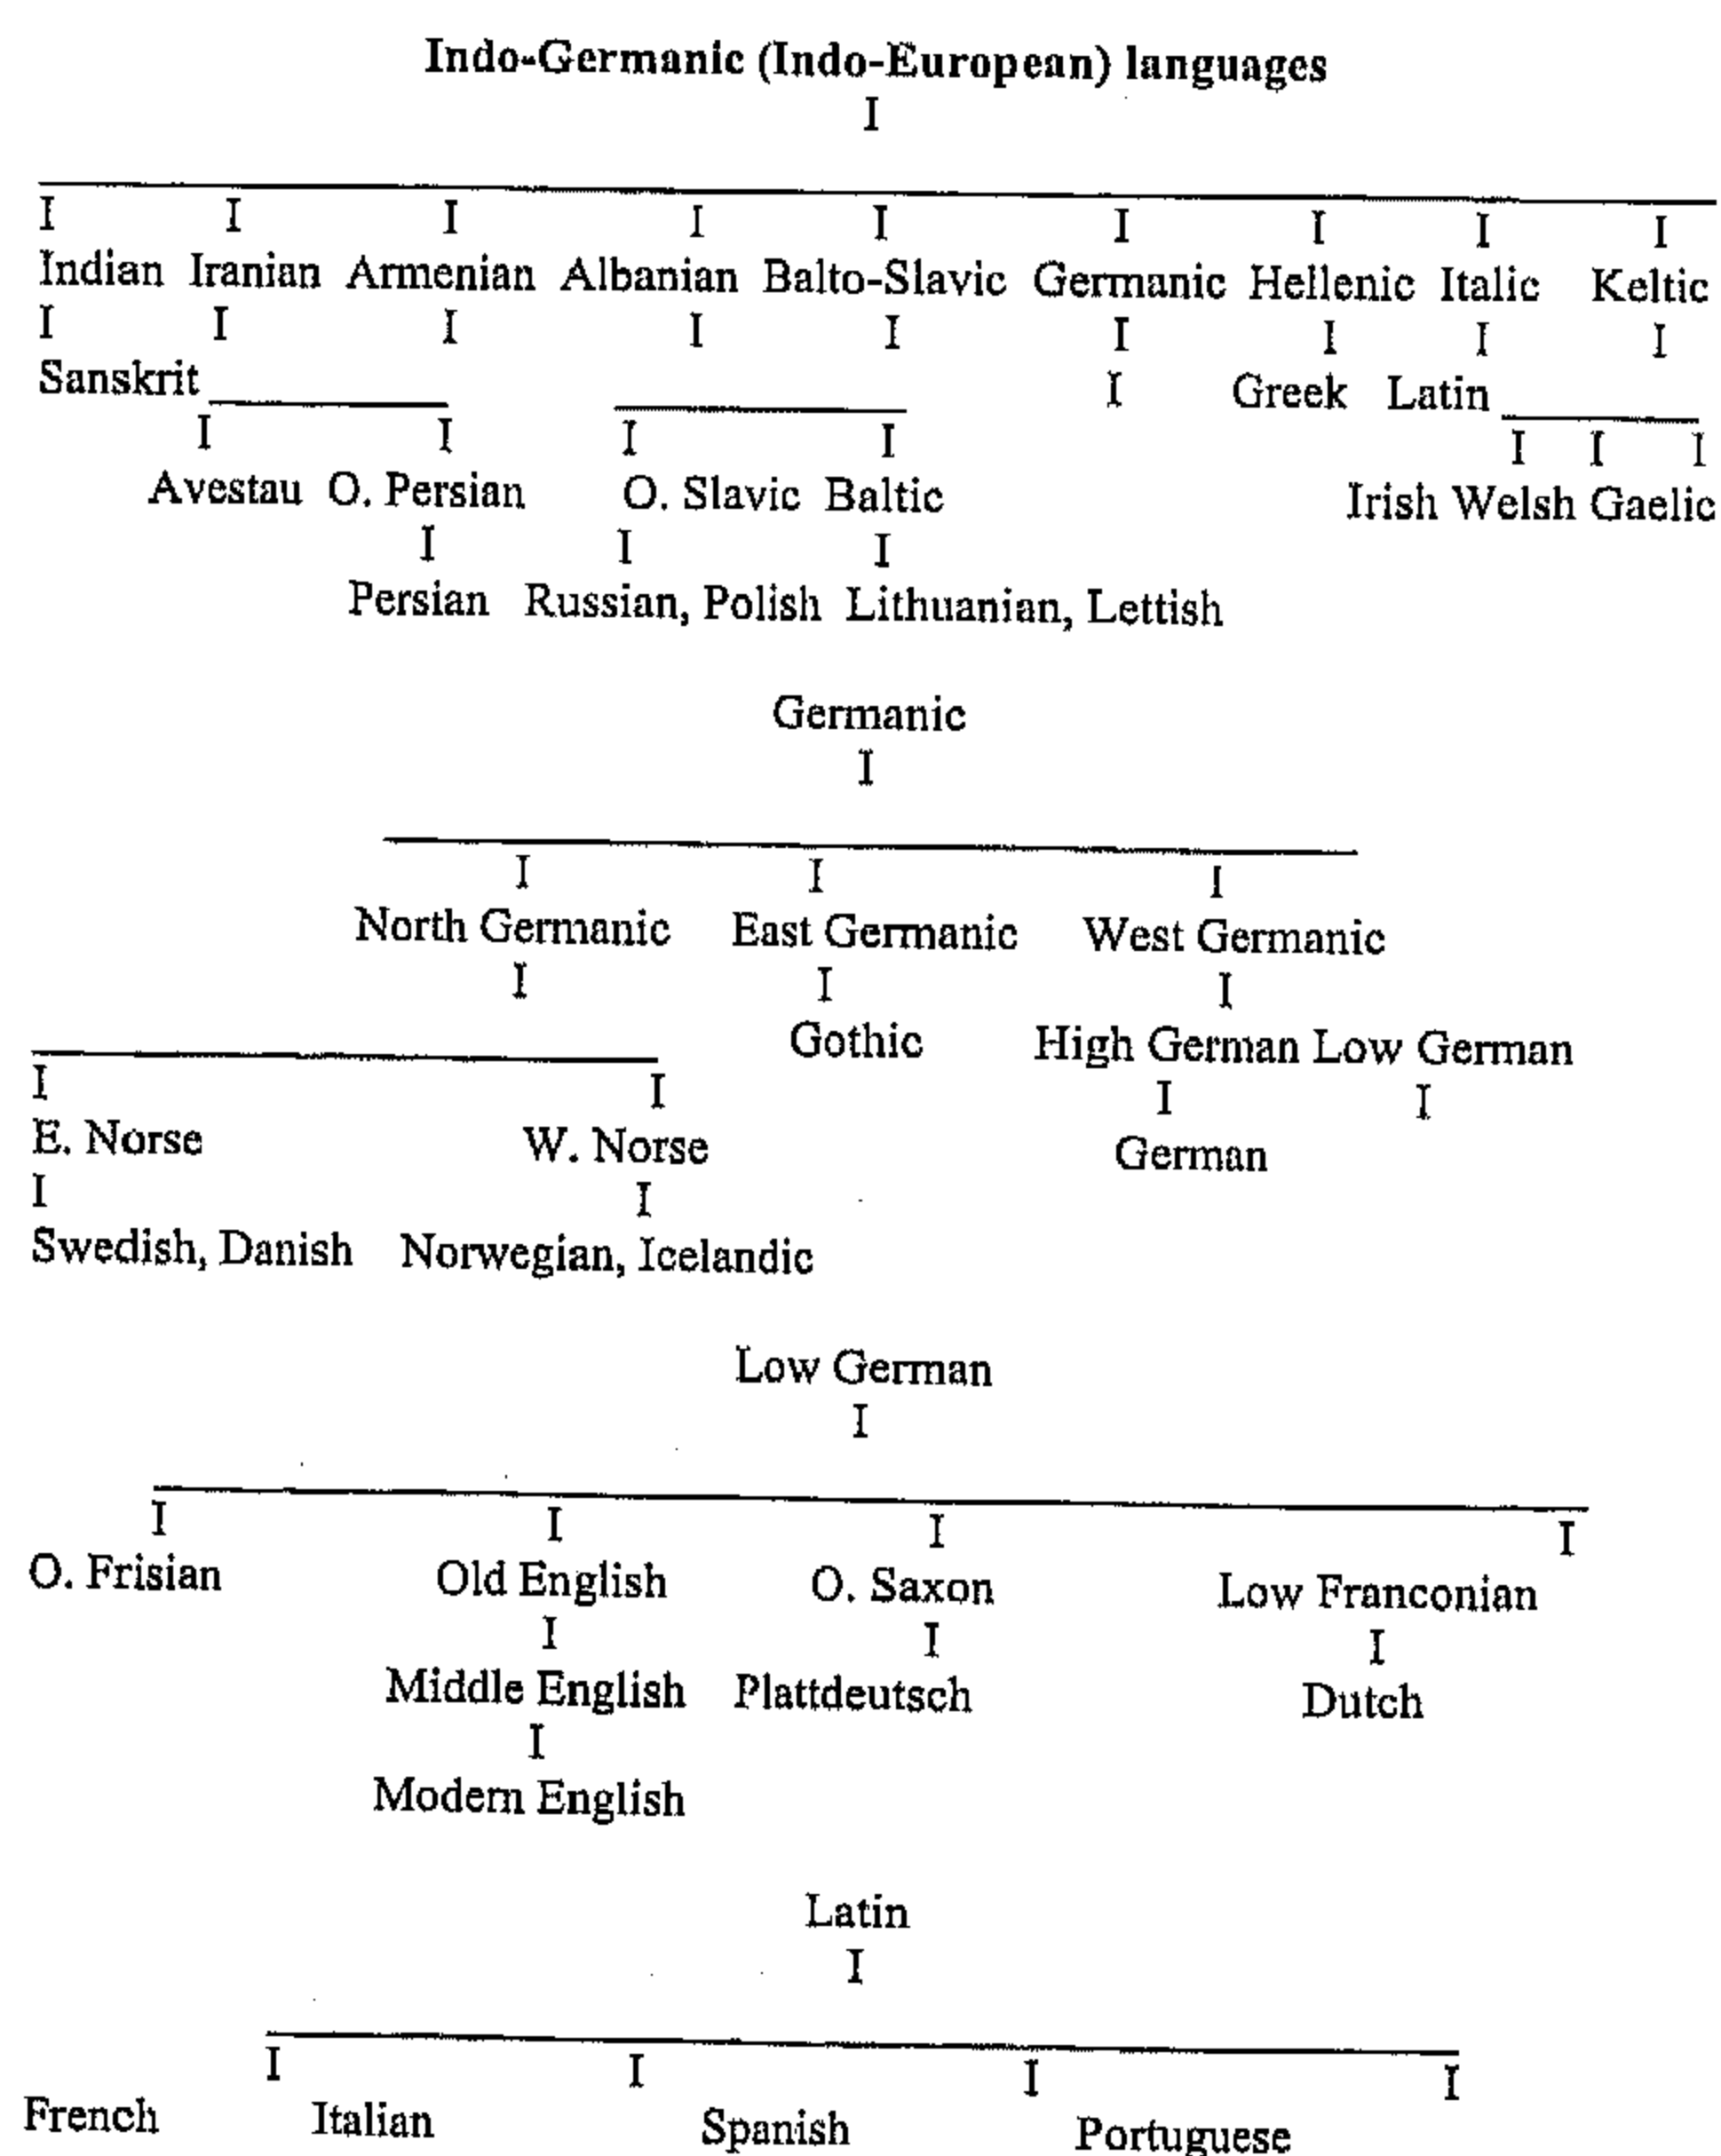 Indo-Germanic (Indo-European) languages
I
I I I I I I I I I
Indian Iranian Armenian Albanian Balto-Slavic Germanic Hellenic Italic Keltic
I I I I I I I I I
Sanskrit I Greek Latin
I I I I I I I
Avestau O. Persian O. Slavic Baltic Irish Welsh Gaelic
I I I
Persian Russian, Polish Lithuanian, Lettish
Germanic
I
I I I
North Germanic East Germanic West Germanic
I I I
Gothic High German Low German
I I I I
E. Norse W. Norse German
I I
Swedish, Danish Norwegian, Icelandic
Low German
I
I I I I
O. Frisian Old English O. Saxon Low Franconian
I I I
Middle English Plattdeutsch Dutch
I
Modern English
Latin
I
I I I I
French Italian Spanish Portuguese